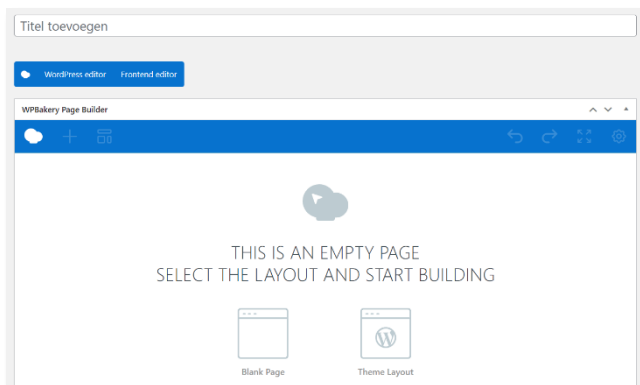 Titel toevoegen
WordPress editor Frontend editor
WPBakery Page Builder
THIS IS AN EMPTY PAGE
SELECT THE LAYOUT AND START BUILDING
Blank Page Theme Layout